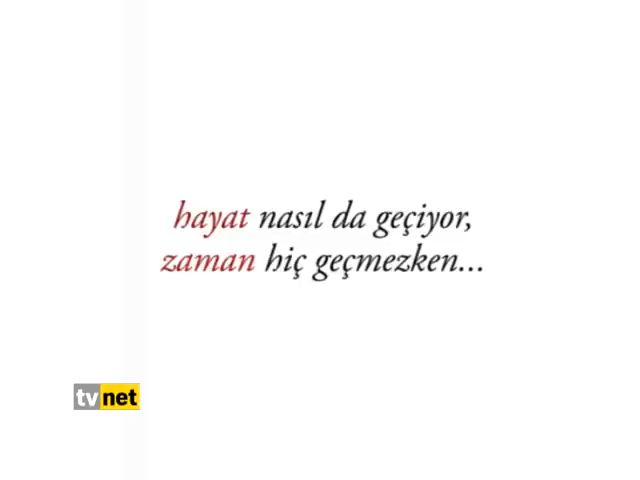 hayat nasıl da geçiyor,
zaman hiç geçmezken...
tvnet